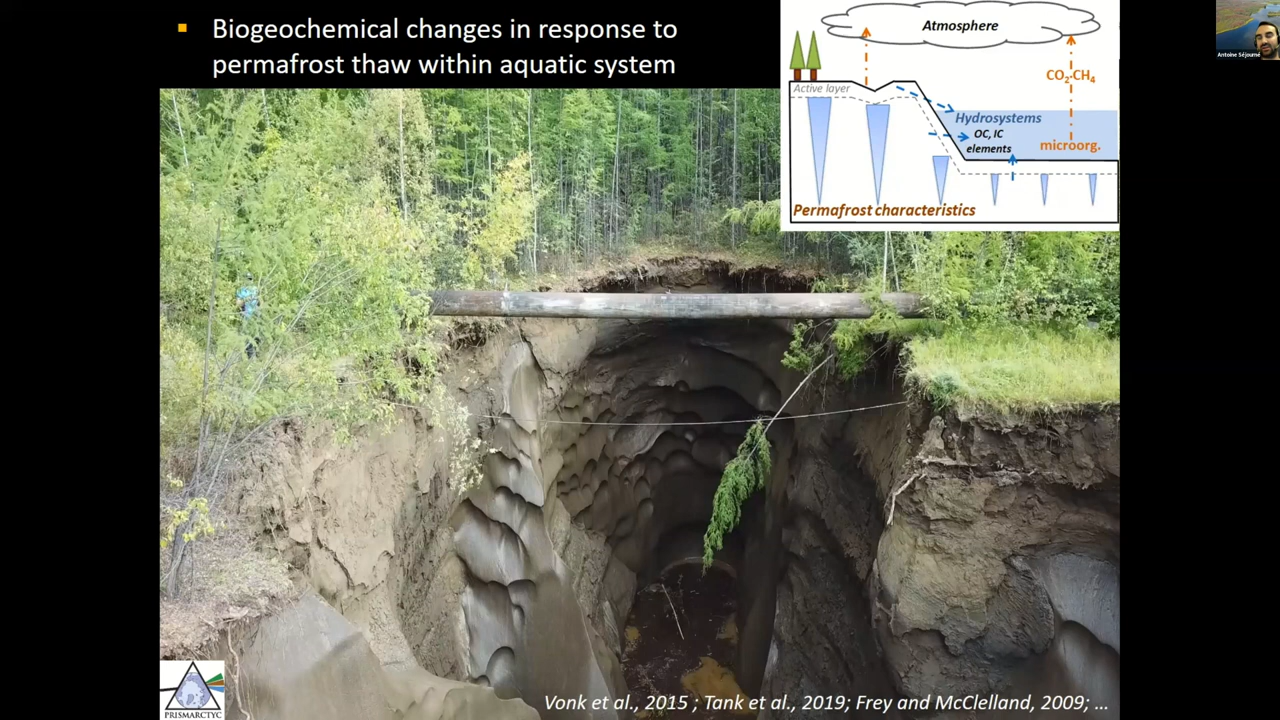 Biogeochemical changes in response to
permafrost thaw within aquatic system
Atmosphere
Active layer
CO₂ CH₄
Hydrosystems
OC, IC
elements
microorg.
Permafrost characteristics
Antoine Séjourné
PRISMARCTYC
Vonk et al., 2015 ; Tank et al., 2019; Frey and McClelland, 2009; ...